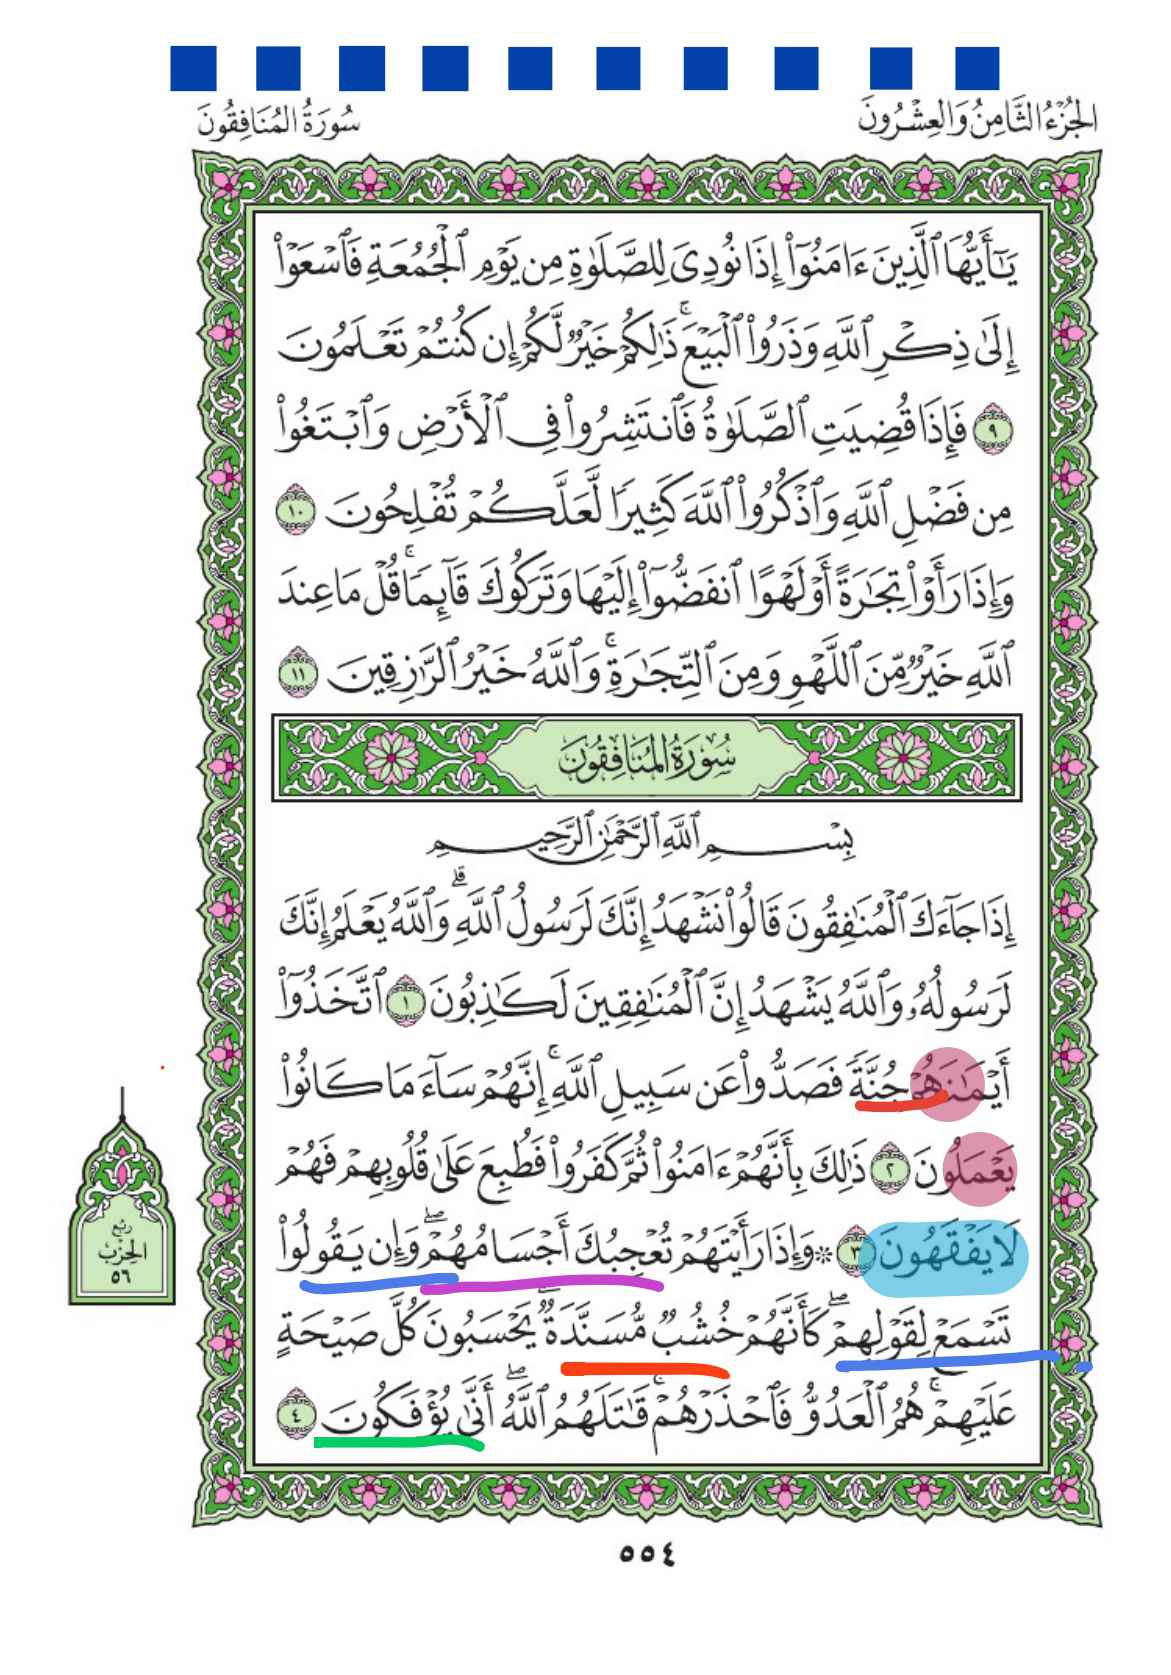 الجُزْءُ الثَّامِنُ وَالعِشْرُونَ
سُورَةُ المُنَافِقُونَ
يَٰٓأَيُّهَا ٱلَّذِينَ ءَامَنُوٓاْ إِذَا نُودِىَ لِلصَّلَوٰةِ مِن يَوْمِ ٱلْجُمُعَةِ فَٱسْعَوْاْ
إِلَىٰ ذِكْرِ ٱللَّهِ وَذَرُواْ ٱلْبَيْعَ ۚ ذَٰلِكُمْ خَيْرٌ لَّكُمْ إِن كُنتُمْ تَعْلَمُونَ
٩ فَإِذَا قُضِيَتِ ٱلصَّلَوٰةُ فَٱنتَشِرُواْ فِى ٱلْأَرْضِ وَٱبْتَغُواْ
مِن فَضْلِ ٱللَّهِ وَٱذْكُرُواْ ٱللَّهَ كَثِيرًا لَّعَلَّكُمْ تُفْلِحُونَ ١٠
وَإِذَا رَأَوْاْ تِجَٰرَةً أَوْ لَهْوًا ٱنفَضُّوٓاْ إِلَيْهَا وَتَرَكُوكَ قَآئِمًا ۚ قُلْ مَا عِندَ
ٱللَّهِ خَيْرٌ مِّنَ ٱللَّهْوِ وَمِنَ ٱلتِّجَٰرَةِ ۚ وَٱللَّهُ خَيْرُ ٱلرَّٰزِقِينَ ١١
سُورَةُ المُنَافِقُونَ
بِسْمِ ٱللَّهِ ٱلرَّحْمَٰنِ ٱلرَّحِيمِ
إِذَا جَآءَكَ ٱلْمُنَٰفِقُونَ قَالُواْ نَشْهَدُ إِنَّكَ لَرَسُولُ ٱللَّهِ ۗ وَٱللَّهُ يَعْلَمُ إِنَّكَ
لَرَسُولُهُۥ وَٱللَّهُ يَشْهَدُ إِنَّ ٱلْمُنَٰفِقِينَ لَكَٰذِبُونَ ١ ٱتَّخَذُوٓاْ
أَيْمَٰنَهُمْ جُنَّةً فَصَدُّواْ عَن سَبِيلِ ٱللَّهِ ۚ إِنَّهُمْ سَآءَ مَا كَانُواْ
يَعْمَلُونَ ٢ ذَٰلِكَ بِأَنَّهُمْ ءَامَنُواْ ثُمَّ كَفَرُواْ فَطُبِعَ عَلَىٰ قُلُوبِهِمْ فَهُمْ
لَا يَفْقَهُونَ ٣ ۞ وَإِذَا رَأَيْتَهُمْ تُعْجِبُكَ أَجْسَامُهُمْ ۖ وَإِن يَقُولُواْ
تَسْمَعْ لِقَوْلِهِمْ ۖ كَأَنَّهُمْ خُشُبٌ مُّسَنَّدَةٌ ۖ يَحْسَبُونَ كُلَّ صَيْحَةٍ
عَلَيْهِمْ ۚ هُمُ ٱلْعَدُوُّ فَٱحْذَرْهُمْ ۚ قَٰتَلَهُمُ ٱللَّهُ ۖ أَنَّىٰ يُؤْفَكُونَ ٤
رُبع
الحِزْب
٥٦
٥٥٤